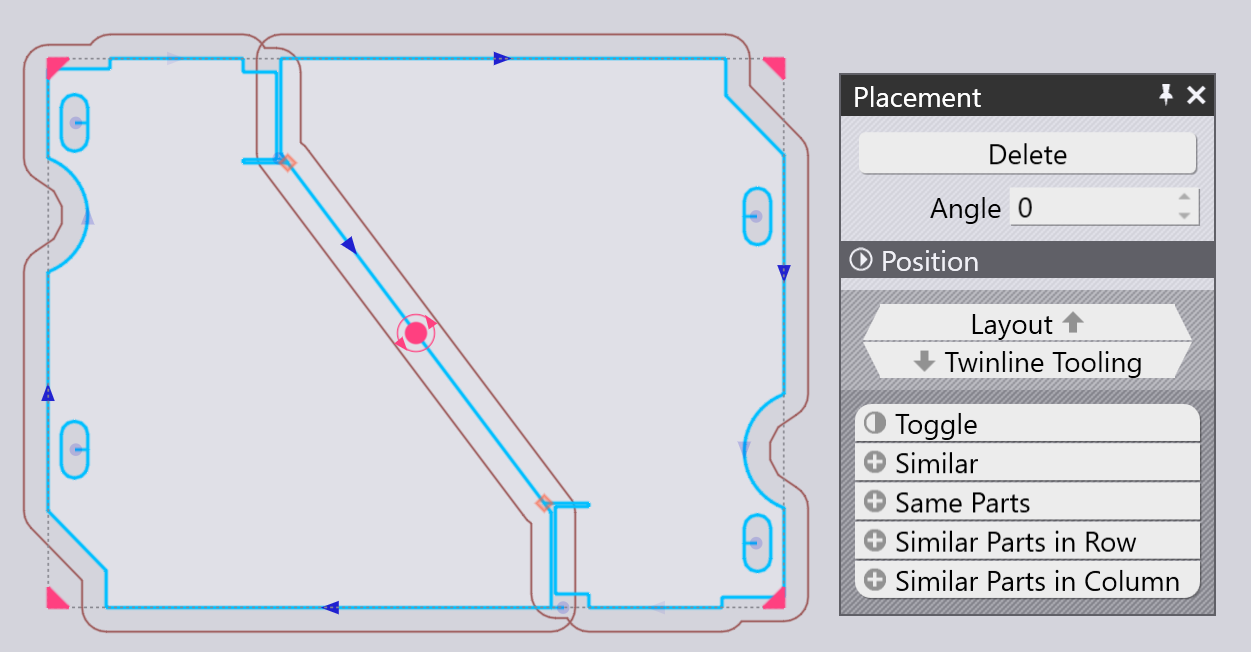 Placement
Delete
Angle 0
Position
Layout
Twinline Tooling
Toggle
Similar
Same Parts
Similar Parts in Row
Similar Parts in Column